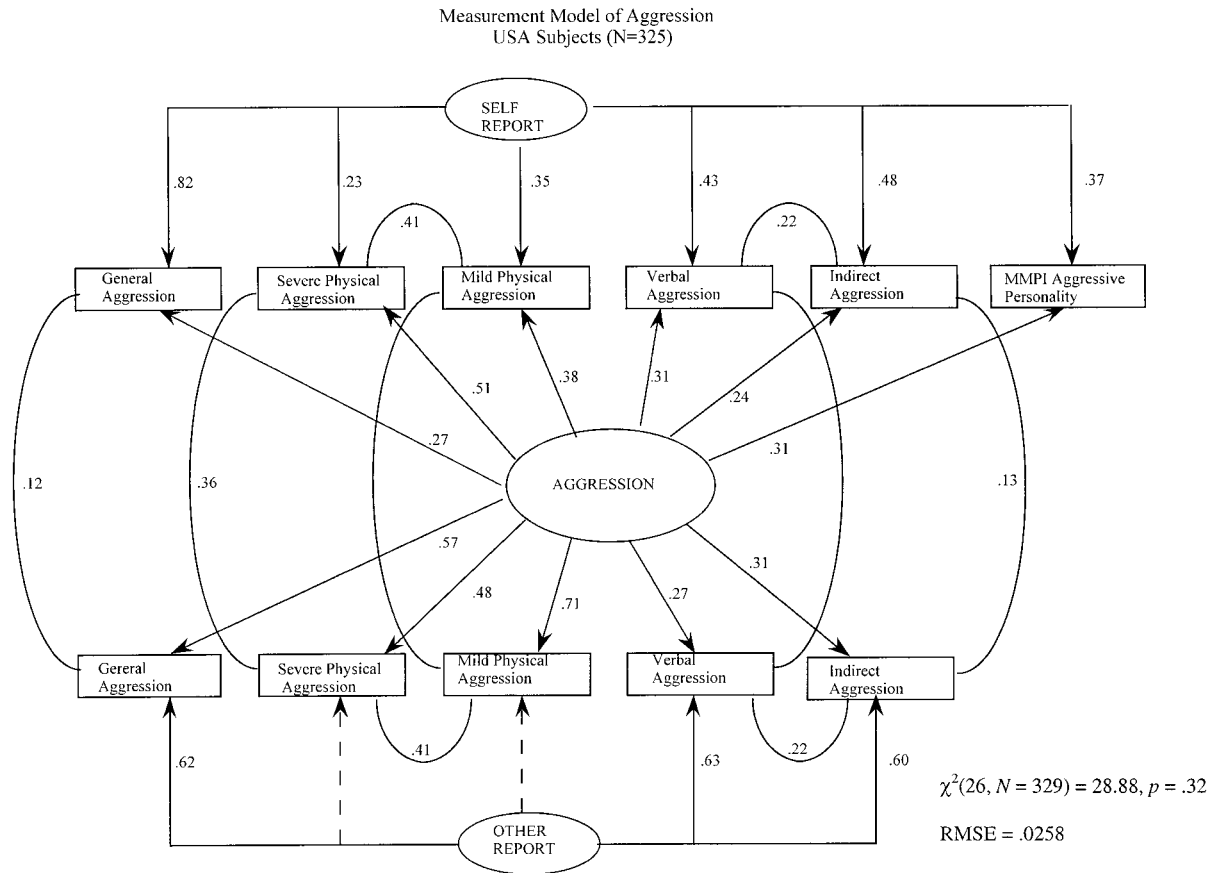 Measurement Model of Aggression
USA Subjects (N=325)
SELF
REPORT
.82
.23
.35
.43
.48
.37
.41
.22
General
Aggression
Severe Physical
Aggression
Mild Physical
Aggression
Verbal
Aggression
Indirect
Aggression
MMPI Aggressive
Personality
.51
.38
.31
.24
.27
.31
.12
.36
AGGRESSION
.13
.57
.48
.71
.27
.31
Gereral
Aggression
Severe Physical
Aggression
Mild Physical
Aggression
Verbal
Aggression
Indirect
Aggression
.62
.41
.63
.22
.60
OTHER
REPORT
χ²(26, N = 329) = 28.88, p = .32
RMSE = .0258